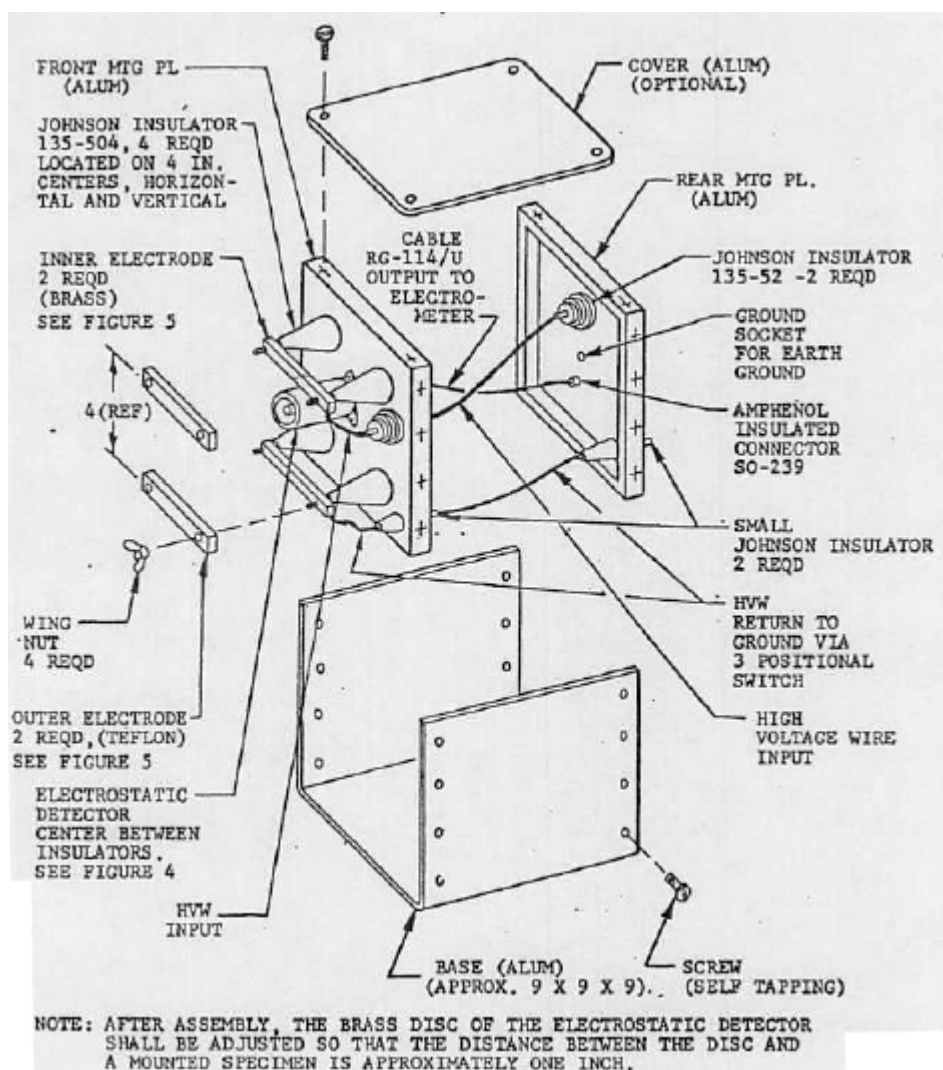 FRONT MTG PL
(ALUM)
JOHNSON INSULATOR
135-504, 4 REQD
LOCATED ON 4 IN.
CENTERS, HORIZON-
TAL AND VERTICAL
INNER ELECTRODE
2 REQD
(BRASS)
SEE FIGURE 5
4(REF)
WING
NUT
4 REQD
OUTER ELECTRODE
2 REQD,(TEFLON)
SEE FIGURE 5
ELECTROSTATIC
DETECTOR
CENTER BETWEEN
INSULATORS.
SEE FIGURE 4
HVW
INPUT
CABLE
RG-114/U
OUTPUT TO
ELECTRO-
METER
COVER (ALUM)
(OPTIONAL)
REAR MTG PL.
(ALUM)
JOHNSON INSULATOR
135-52 -2 REQD
GROUND
SOCKET
FOR EARTH
GROUND
AMPHENOL
INSULATED
CONNECTOR
SO-239
SMALL
JOHNSON INSULATOR
2 REQD
HVW
RETURN TO
GROUND VIA
3 POSITIONAL
SWITCH
HIGH
VOLTAGE WIRE
INPUT
BASE (ALUM)
(APPROX. 9 X 9 X 9).
SCREW
(SELF TAPPING)
NOTE: AFTER ASSEMBLY, THE BRASS DISC OF THE ELECTROSTATIC DETECTOR
SHALL BE ADJUSTED SO THAT THE DISTANCE BETWEEN THE DISC AND
A MOUNTED SPECIMEN IS APPROXIMATELY ONE INCH.